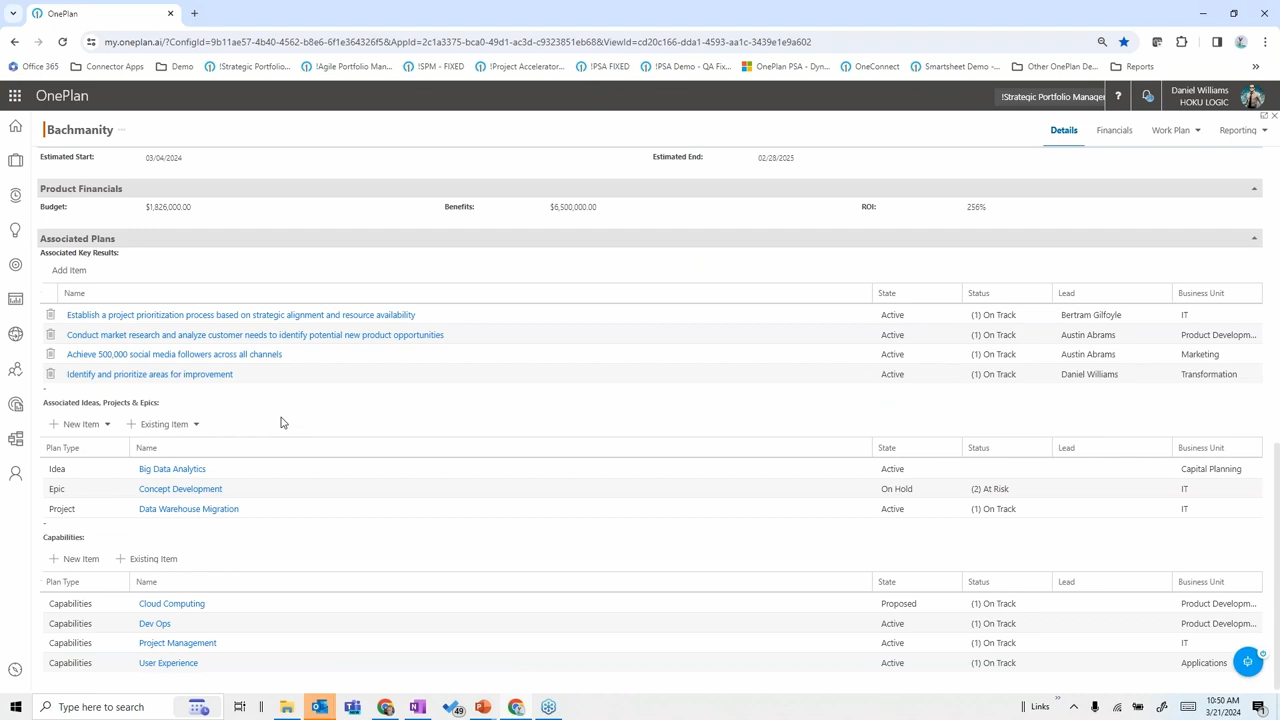 OnePlan
my.oneplan.ai/?ConfigId=9b11ae57-4b40-4562-b8e6-6f1e364326f5&AppId=2c1a3375-bca0-49d1-ac3d-c9323851eb68&ViewId=cd20c166-dda1-4593-aa1c-3439e1e9a602
Office 365 Connector Apps Demo !Strategic Portfolio... !Agile Portfolio Man... !SPM - FIXED !Project Accelerator... !PSA FIXED !PSA Demo - QA Fix... OnePlan PSA - Dyn... OneConnect Smartsheet Demo -... Other OnePlan De... Reports
OnePlan !Strategic Portfolio Manager ? Daniel Williams
HOKU LOGIC
Bachmanity ... Details Financials Work Plan Reporting
Estimated Start: 03/04/2024 Estimated End: 02/28/2025
Product Financials
Budget: $1,826,000.00 Benefits: $6,500,000.00 ROI: 256%
Associated Plans
Associated Key Results:
Add Item
Name State Status Lead Business Unit
Establish a project prioritization process based on strategic alignment and resource availability Active (1) On Track Bertram Gilfoyle IT
Conduct market research and analyze customer needs to identify potential new product opportunities Active (1) On Track Austin Abrams Product Developm...
Achieve 500,000 social media followers across all channels Active (1) On Track Austin Abrams Marketing
Identify and prioritize areas for improvement Active (1) On Track Daniel Williams Transformation
-
Associated Ideas, Projects & Epics:
+ New Item + Existing Item
Plan Type Name State Status Lead Business Unit
Idea Big Data Analytics Active Capital Planning
Epic Concept Development On Hold (2) At Risk IT
Project Data Warehouse Migration Active (1) On Track IT
-
Capabilities:
+ New Item + Existing Item
Plan Type Name State Status Lead Business Unit
Capabilities Cloud Computing Proposed (1) On Track Product Developm...
Capabilities Dev Ops Active (1) On Track Product Developm...
Capabilities Project Management Active (1) On Track IT
Capabilities User Experience Active (1) On Track Applications
Type here to search 49 Links 10:50 AM
3/21/2024